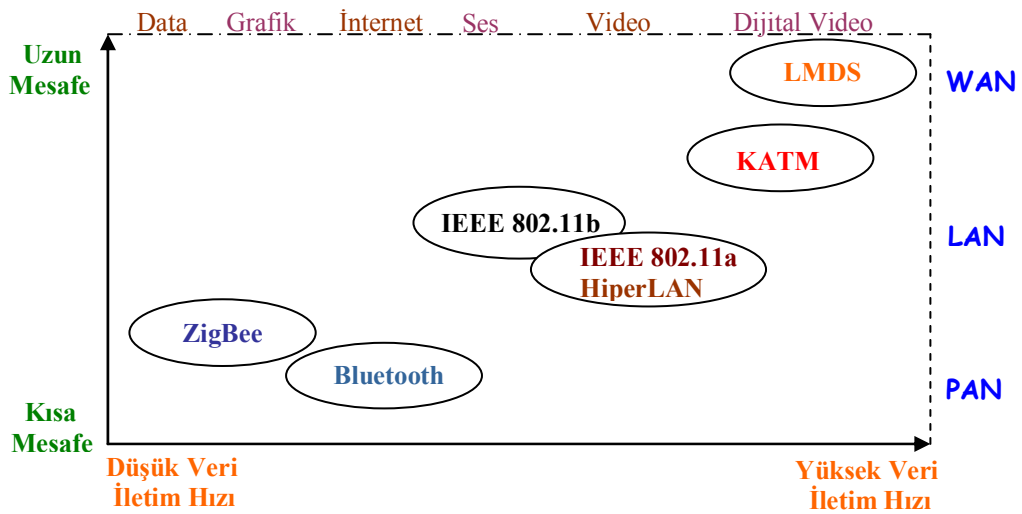 Data Grafik İnternet Ses Video Dijital Video
Uzun
Mesafe
LMDS
WAN
KATM
IEEE 802.11b
LAN
IEEE 802.11a
HiperLAN
ZigBee
Bluetooth
PAN
Kısa
Mesafe
Düşük Veri
İletim Hızı
Yüksek Veri
İletim Hızı